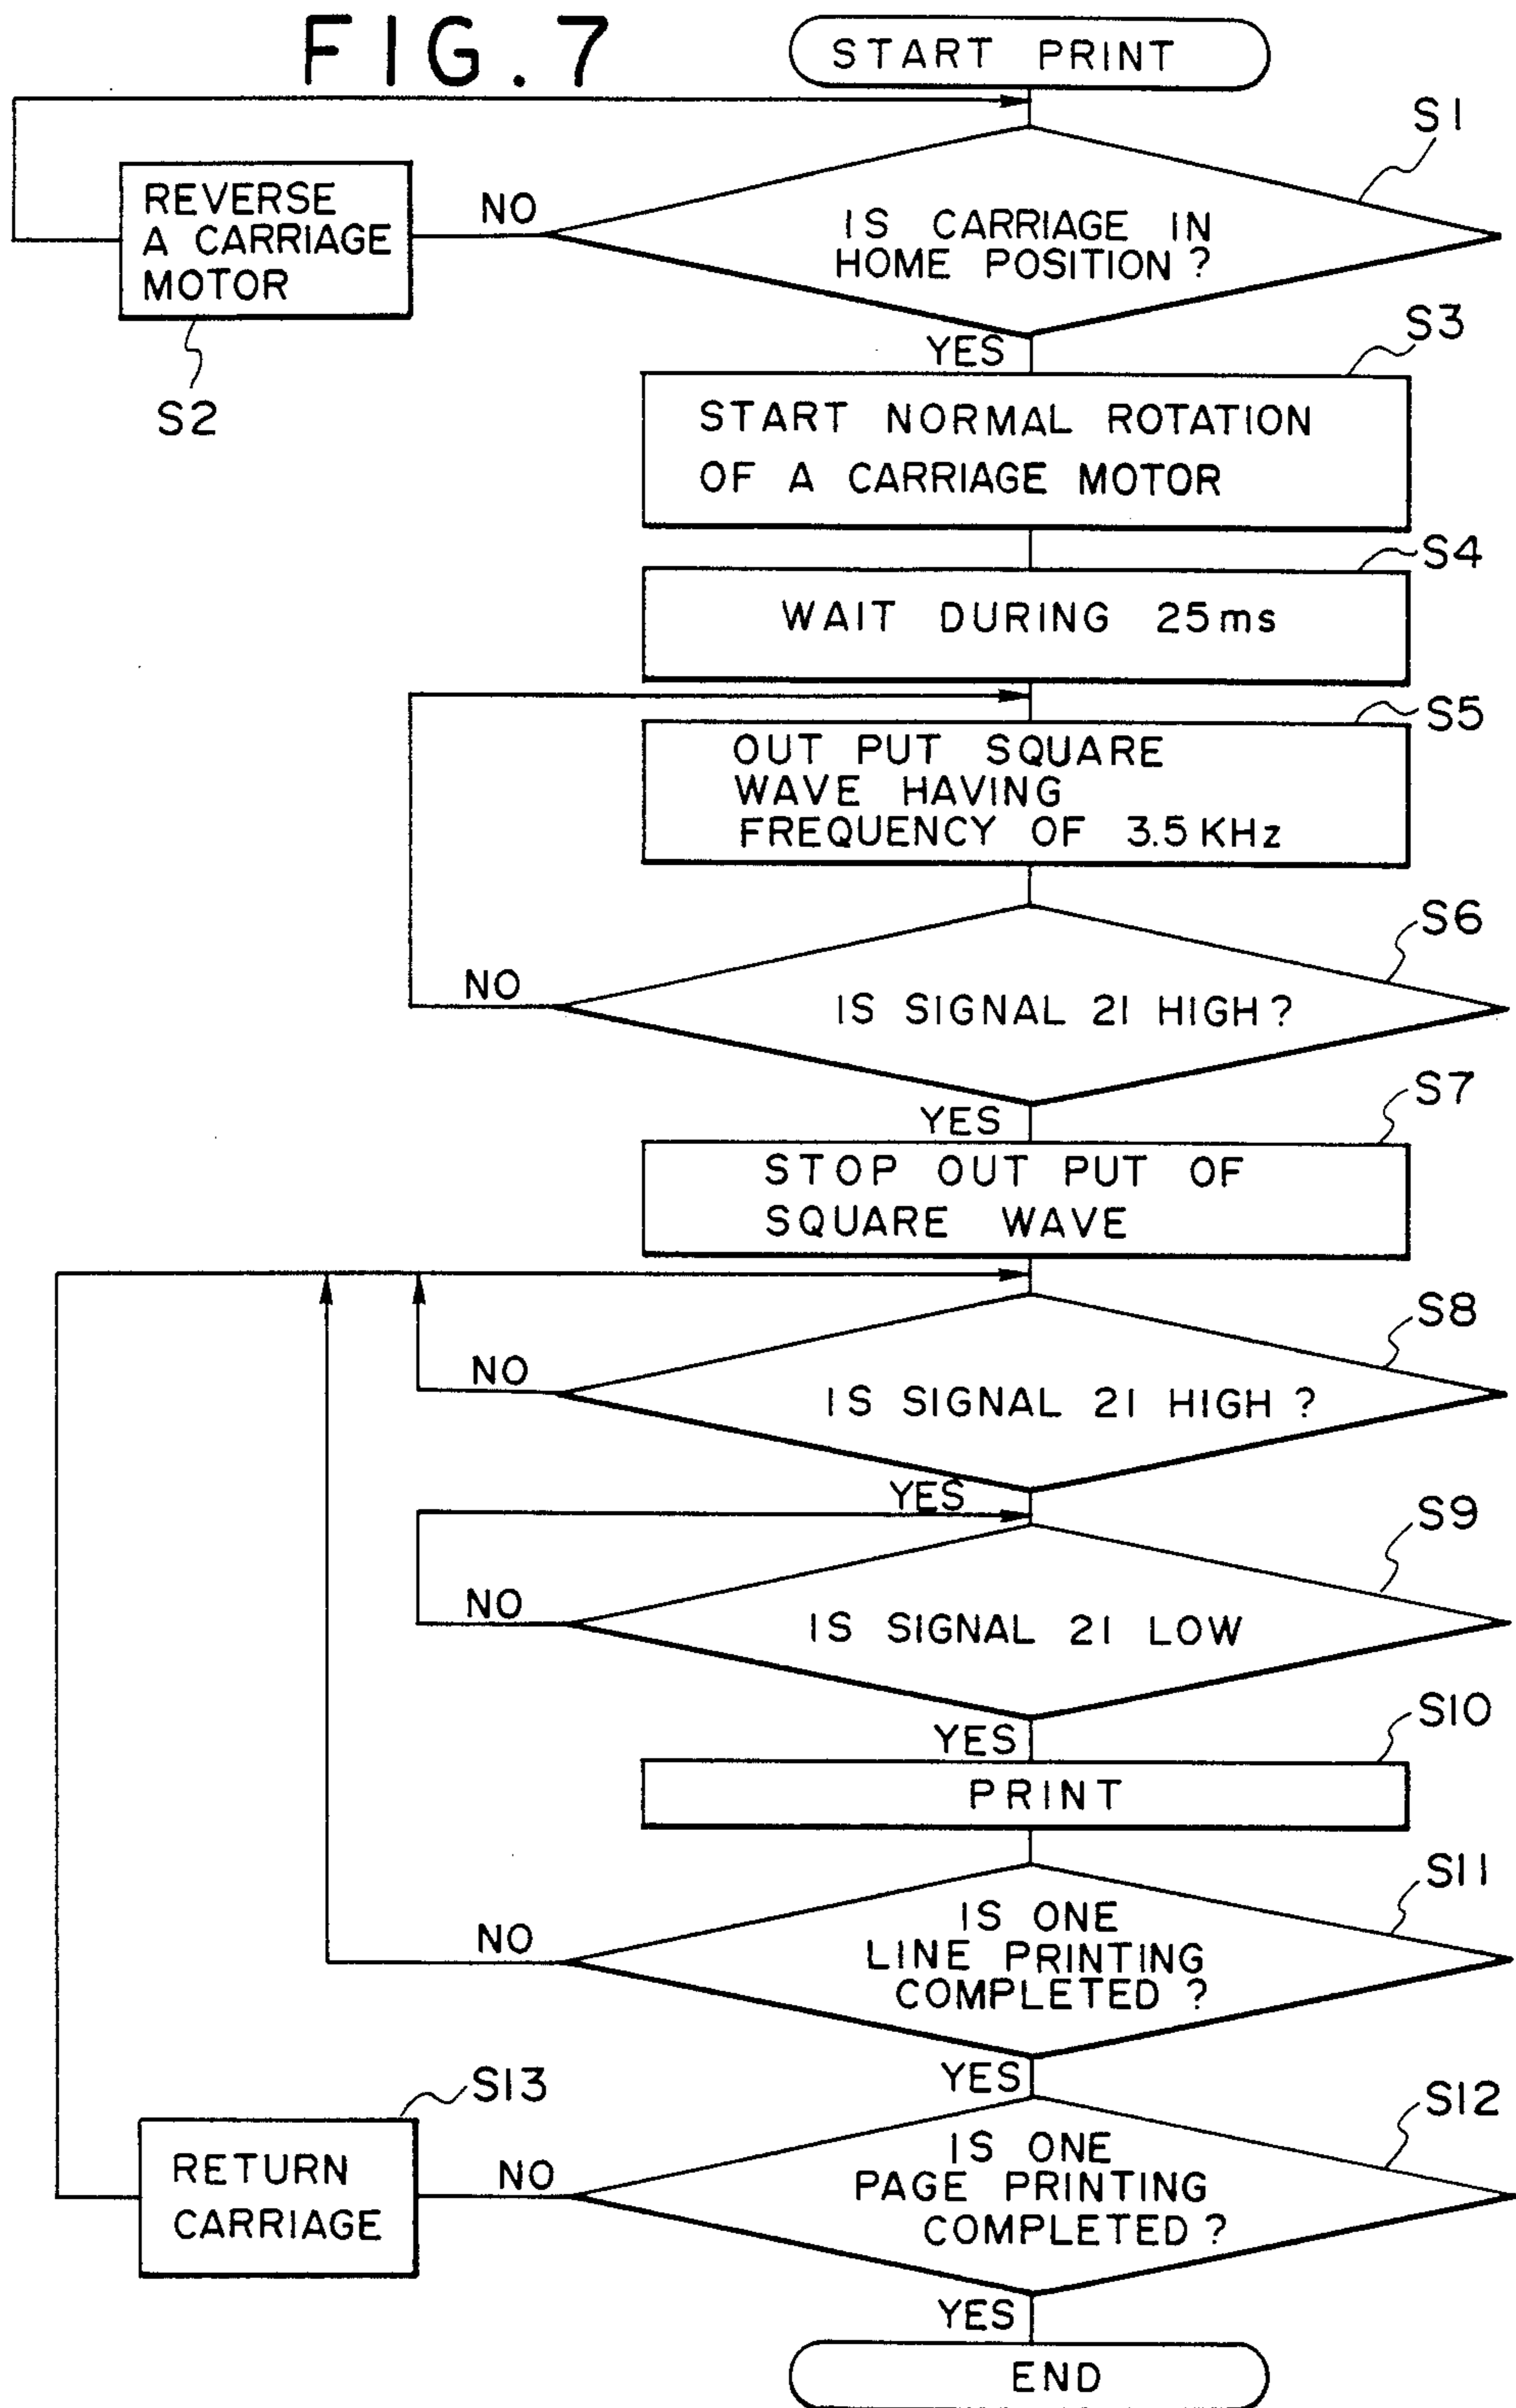 FIG. 7
START PRINT
S1
IS CARRIAGE IN
HOME POSITION ?
NO
REVERSE
A CARRIAGE
MOTOR
S2
YES
S3
START NORMAL ROTATION
OF A CARRIAGE MOTOR
S4
WAIT DURING 25ms
S5
OUT PUT SQUARE
WAVE HAVING
FREQUENCY OF 3.5 KHz
S6
NO
IS SIGNAL 21 HIGH ?
YES
S7
STOP OUT PUT OF
SQUARE WAVE
S8
NO
IS SIGNAL 21 HIGH ?
YES
S9
NO
IS SIGNAL 21 LOW
YES
S10
PRINT
S11
NO
IS ONE
LINE PRINTING
COMPLETED ?
YES
S13
S12
RETURN
CARRIAGE
NO
IS ONE
PAGE PRINTING
COMPLETED ?
YES
END